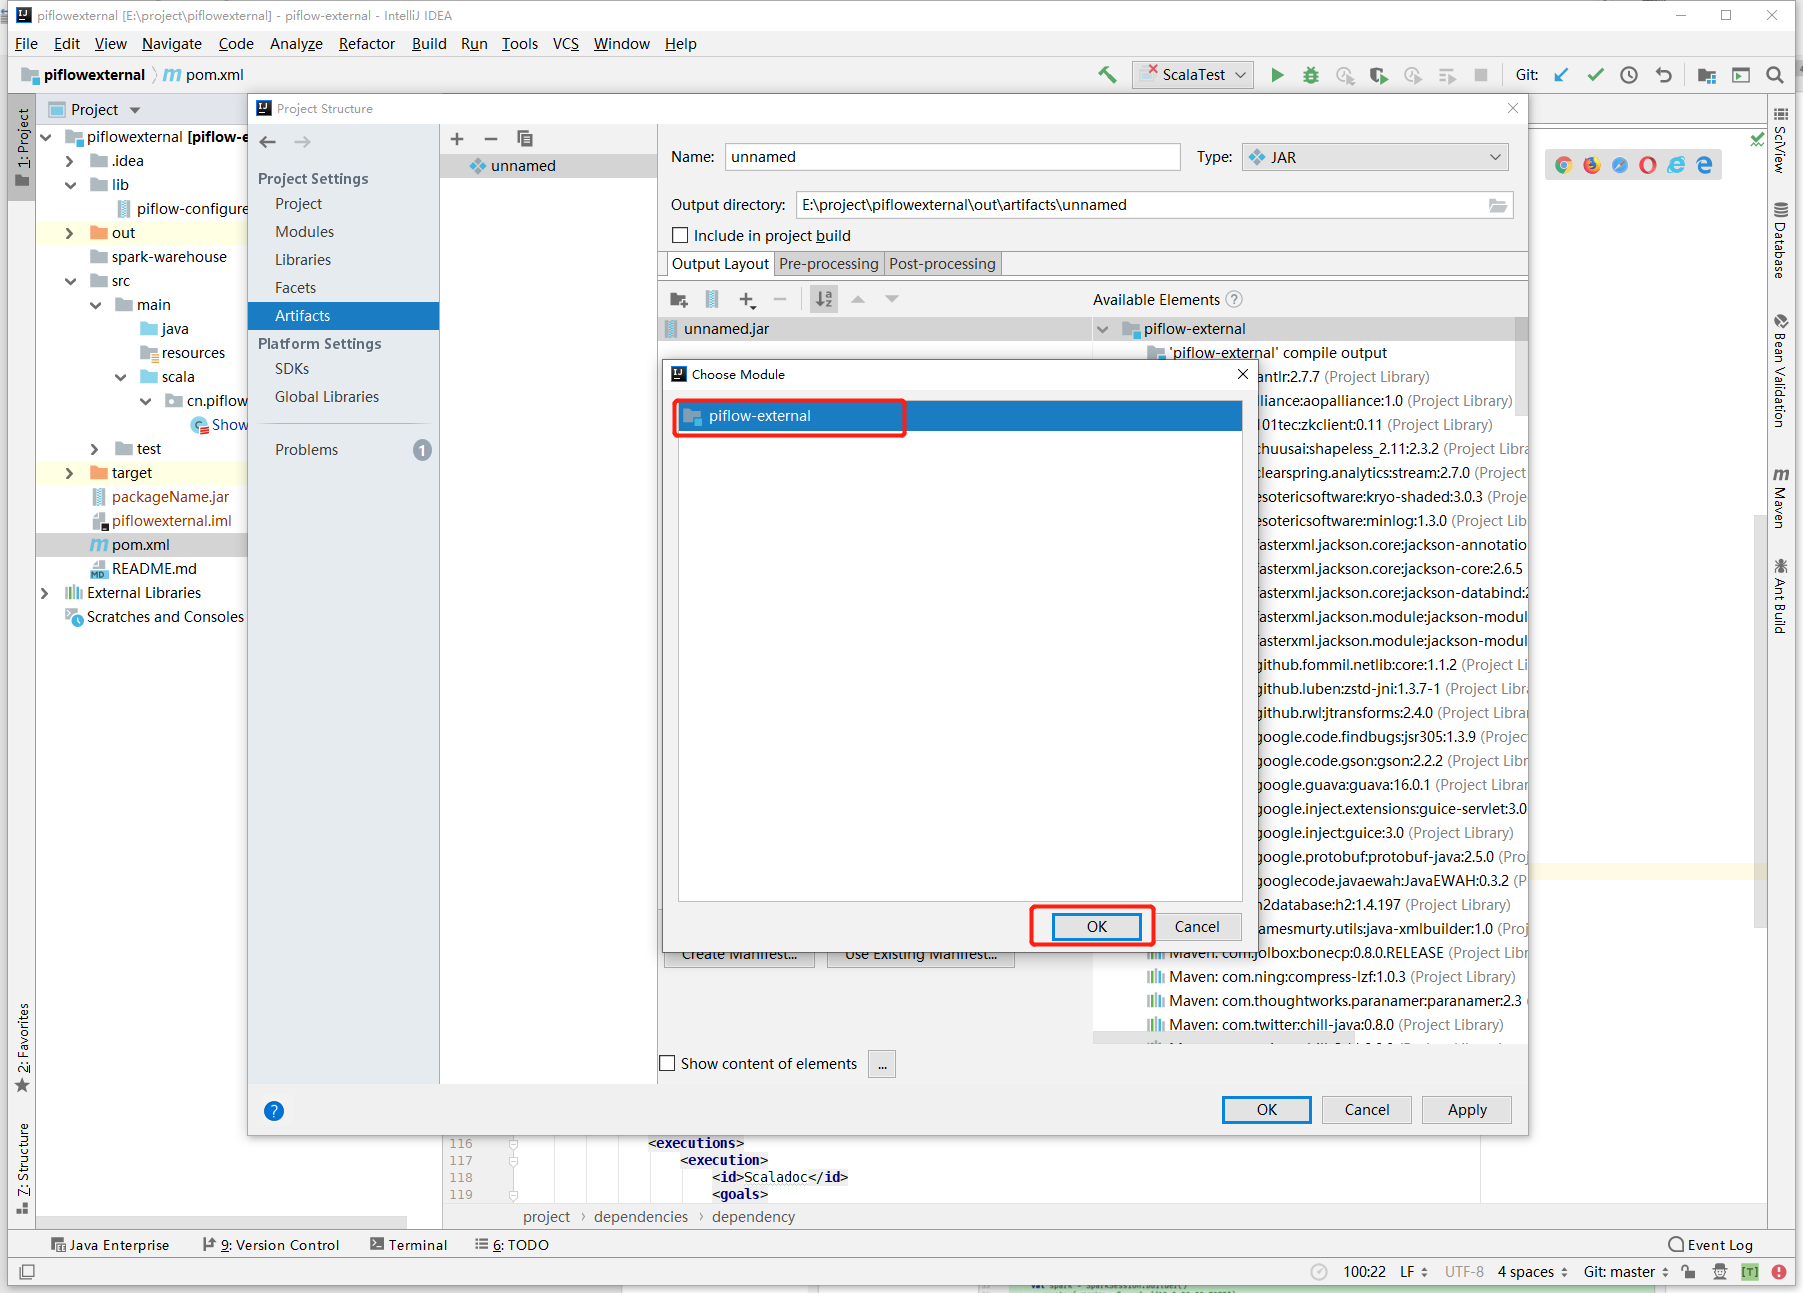 piflowexternal [E:\project\piflowexternal] - piflow-external - IntelliJ IDEA
File Edit View Navigate Code Analyze Refactor Build Run Tools VCS Window Help
piflowexternal pom.xml
ScalaTest
Git:
Project
1: Project
piflowexternal [piflow-e
.idea
lib
piflow-configure
out
spark-warehouse
src
main
java
resources
scala
cn.piflow
Show
test
target
packageName.jar
piflowexternal.iml
pom.xml
README.md
External Libraries
Scratches and Consoles
2: Favorites
7: Structure
Project Structure
Project Settings
Project
Modules
Libraries
Facets
Artifacts
Platform Settings
SDKs
Global Libraries
Problems 1
unnamed
Name: unnamed
Type: JAR
Output directory: E:\project\piflowexternal\out\artifacts\unnamed
Include in project build
Output Layout Pre-processing Post-processing
Available Elements
unnamed.jar
piflow-external
'piflow-external' compile output
Choose Module
piflow-external
OK Cancel
antlr:2.7.7 (Project Library)
lliance:aopalliance:1.0 (Project Library)
101tec:zkclient:0.11 (Project Library)
chuusai:shapeless_2.11:2.3.2 (Project Libra
clearspring.analytics:stream:2.7.0 (Project
esotericsoftware:kryo-shaded:3.0.3 (Proje
esotericsoftware:minlog:1.3.0 (Project Lib
fasterxml.jackson.core:jackson-annotatio
fasterxml.jackson.core:jackson-core:2.6.5
fasterxml.jackson.core:jackson-databind:2
fasterxml.jackson.module:jackson-modul
fasterxml.jackson.module:jackson-modul
github.fommil.netlib:core:1.1.2 (Project Li
github.luben:zstd-jni:1.3.7-1 (Project Libra
github.rwl:jtransforms:2.4.0 (Project Librar
google.code.findbugs:jsr305:1.3.9 (Project
google.code.gson:gson:2.2.2 (Project Libr
google.guava:guava:16.0.1 (Project Librar
google.inject.extensions:guice-servlet:3.0
google.inject:guice:3.0 (Project Library)
google.protobuf:protobuf-java:2.5.0 (Proj
googlecode.javaewah:JavaEWAH:0.3.2 (P
h2database:h2:1.4.197 (Project Library)
amesmurty.utils:java-xmlbuilder:1.0 (Proj
Maven: com.jolbox:bonecp:0.8.0.RELEASE (Project Libr
Maven: com.ning:compress-lzf:1.0.3 (Project Library)
Maven: com.thoughtworks.paranamer:paranamer:2.3 (
Maven: com.twitter:chill-java:0.8.0 (Project Library)
Create Manifest... Use Existing Manifest...
Show content of elements ...
OK Cancel Apply
SciView
Database
Bean Validation
Maven
Ant Build
116 <executions>
117 <execution>
118 <id>Scaladoc</id>
119 <goals>
project › dependencies › dependency
Java Enterprise 9: Version Control Terminal 6: TODO Event Log
100:22 LF UTF-8 4 spaces Git: master